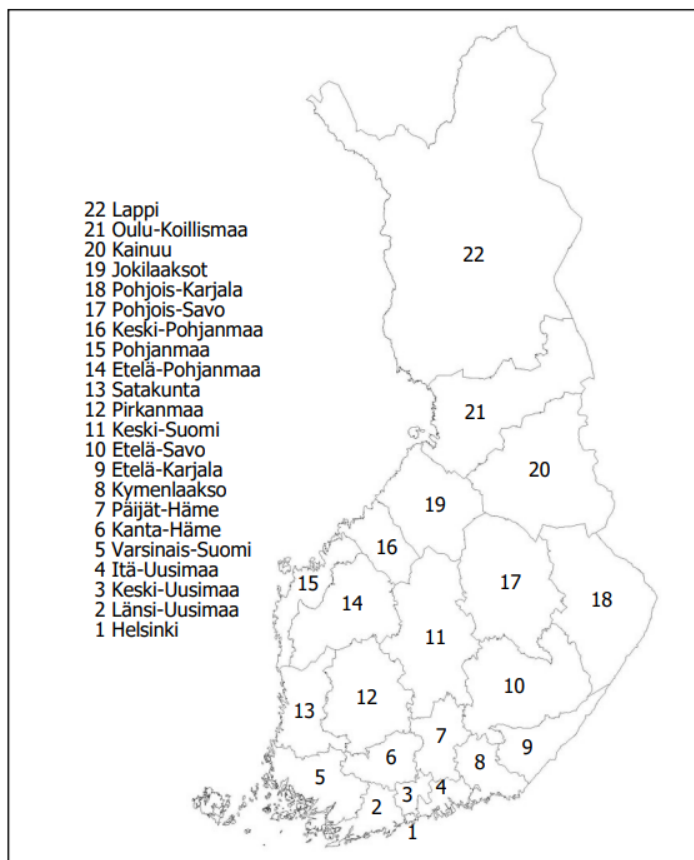 22 Lappi
21 Oulu-Koillismaa
20 Kainuu
19 Jokilaaksot
18 Pohjois-Karjala
17 Pohjois-Savo
16 Keski-Pohjanmaa
15 Pohjanmaa
14 Etelä-Pohjanmaa
13 Satakunta
12 Pirkanmaa
11 Keski-Suomi
10 Etelä-Savo
9 Etelä-Karjala
8 Kymenlaakso
7 Päijät-Häme
6 Kanta-Häme
5 Varsinais-Suomi
4 Itä-Uusimaa
3 Keski-Uusimaa
2 Länsi-Uusimaa
1 Helsinki
22
21
20
19
16
15
14
17
18
11
10
12
13
7
9
6
8
5
4
3
2
1